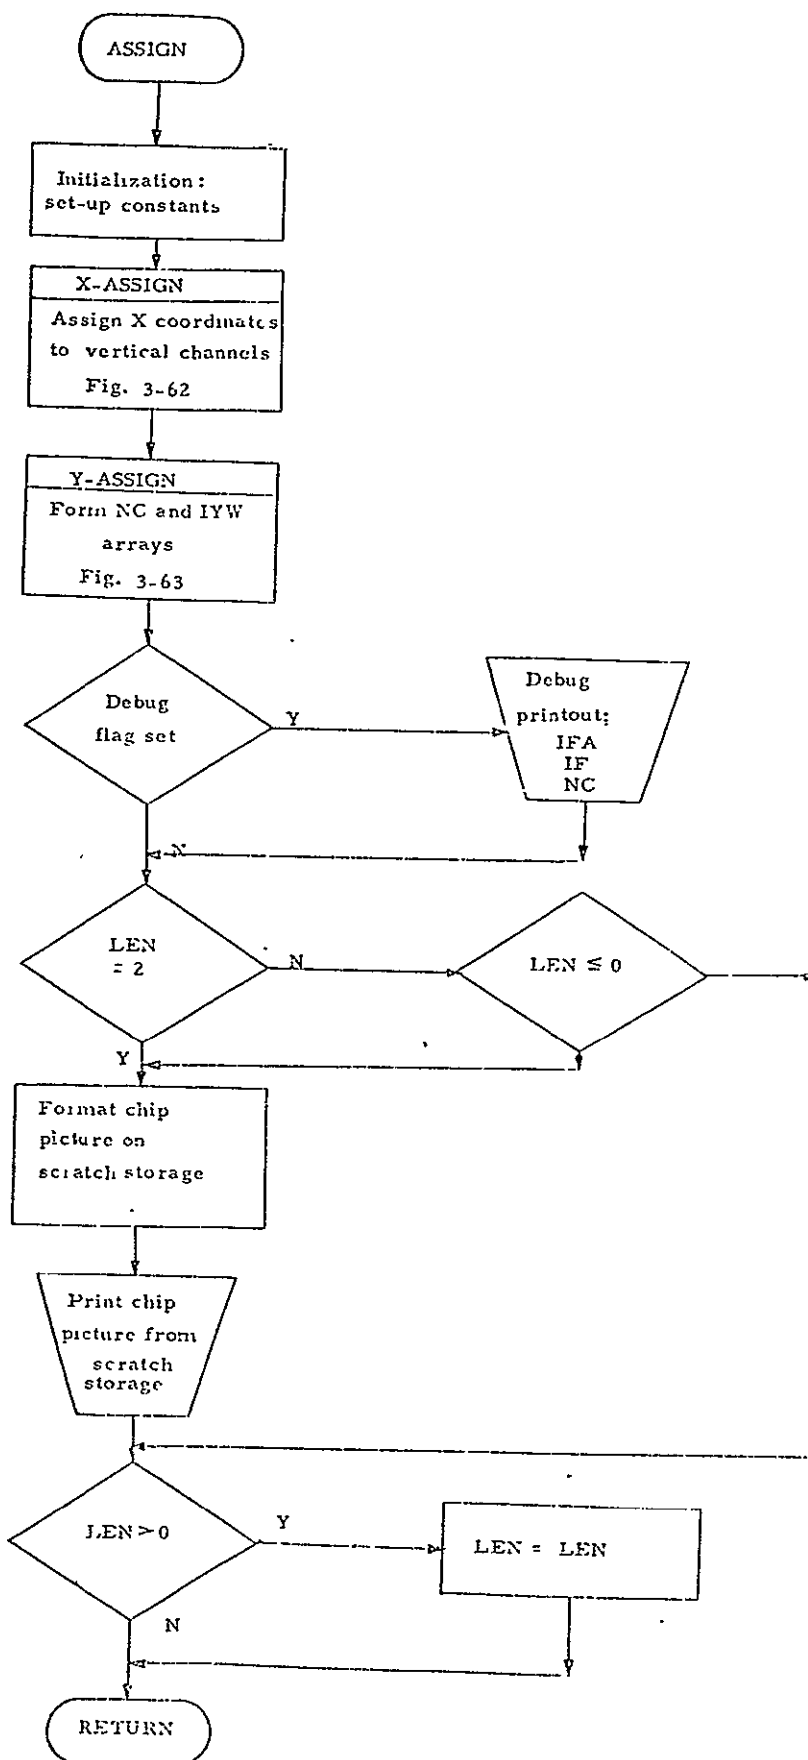 ASSIGN
Initialization:
set-up constants
X-ASSIGN
Assign X coordinates
to vertical channels
Fig. 3-62
Y-ASSIGN
Form NC and IYW
arrays
Fig. 3-63
Debug
flag set
Y
Debug
printout:
IFA
IF
NC
N
LEN
= 2
N
LEN ≤ 0
Y
Format chip
picture on
scratch storage
Print chip
picture from
scratch
storage
LEN > 0
Y
LEN = LEN
N
RETURN